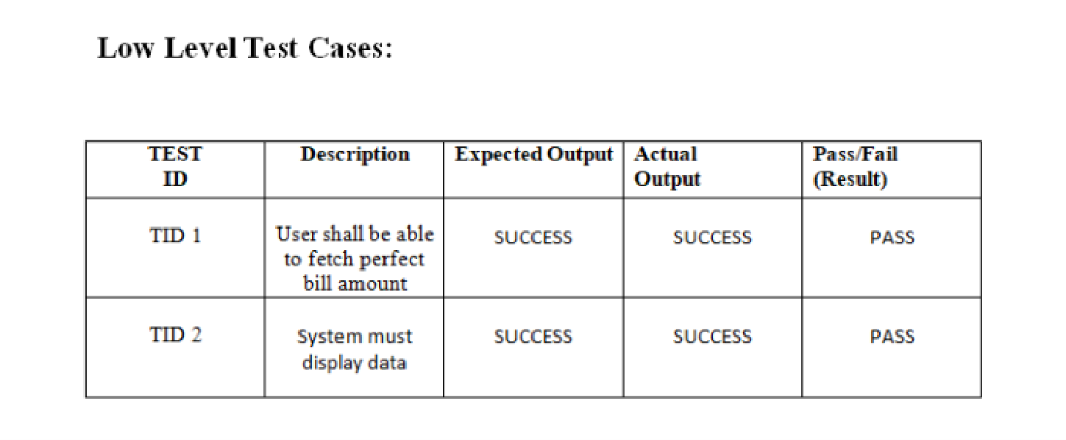 Low Level Test Cases:
TEST ID | Description | Expected Output | Actual Output | Pass/Fail (Result)
TID 1 | User shall be able to fetch perfect bill amount | SUCCESS | SUCCESS | PASS
TID 2 | System must display data | SUCCESS | SUCCESS | PASS